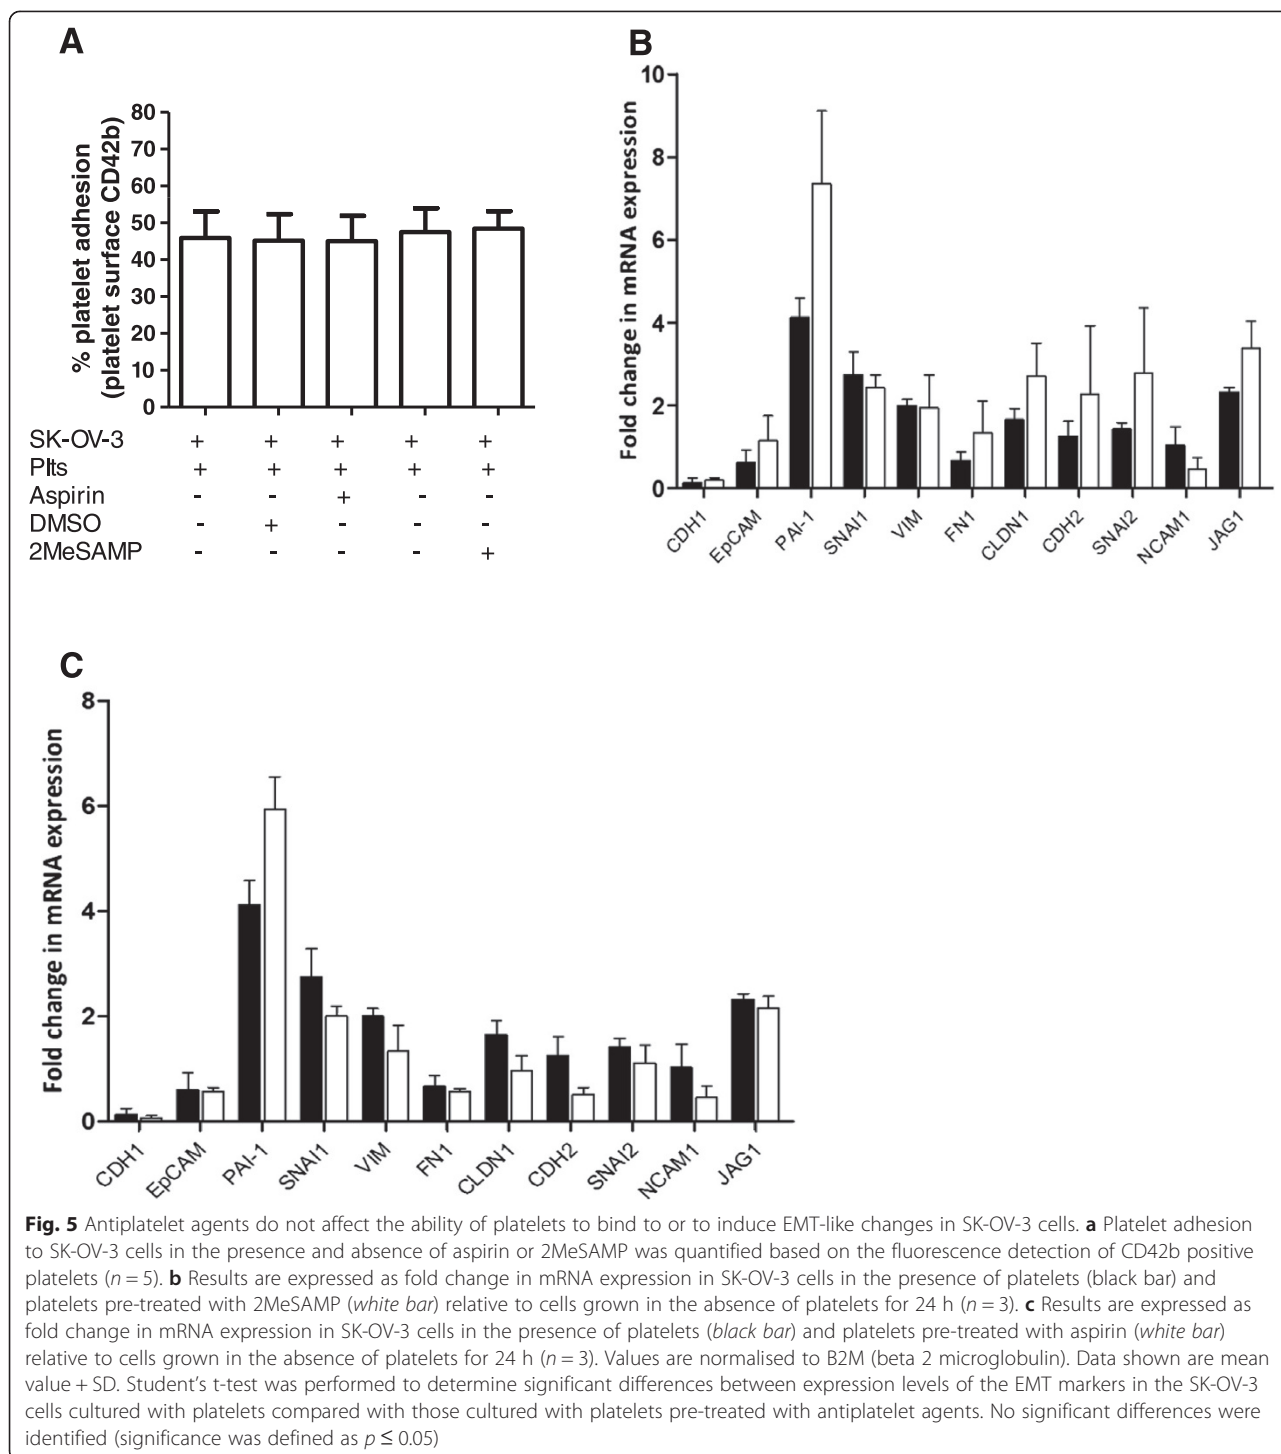 A
% platelet adhesion
(platelet surface CD42b)
80
70
60
50
40
30
20
10
0
SK-OV-3 + + + + +
Plts + + + + +
Aspirin - - + - -
DMSO - + - - -
2MeSAMP - - - - +
B
Fold change in mRNA expression
10
8
6
4
2
0
CDH1 EpCAM PAI-1 SNAI1 VIM FN1 CLDN1 CDH2 SNAI2 NCAM1 JAG1
C
Fold change in mRNA expression
8
6
4
2
0
CDH1 EpCAM PAI-1 SNAI1 VIM FN1 CLDN1 CDH2 SNAI2 NCAM1 JAG1
Fig. 5 Antiplatelet agents do not affect the ability of platelets to bind to or to induce EMT-like changes in SK-OV-3 cells. a Platelet adhesion
to SK-OV-3 cells in the presence and absence of aspirin or 2MeSAMP was quantified based on the fluorescence detection of CD42b positive
platelets (n = 5). b Results are expressed as fold change in mRNA expression in SK-OV-3 cells in the presence of platelets (black bar) and
platelets pre-treated with 2MeSAMP (white bar) relative to cells grown in the absence of platelets for 24 h (n = 3). c Results are expressed as
fold change in mRNA expression in SK-OV-3 cells in the presence of platelets (black bar) and platelets pre-treated with aspirin (white bar)
relative to cells grown in the absence of platelets for 24 h (n = 3). Values are normalised to B2M (beta 2 microglobulin). Data shown are mean
value + SD. Student's t-test was performed to determine significant differences between expression levels of the EMT markers in the SK-OV-3
cells cultured with platelets compared with those cultured with platelets pre-treated with antiplatelet agents. No significant differences were
identified (significance was defined as p ≤ 0.05)